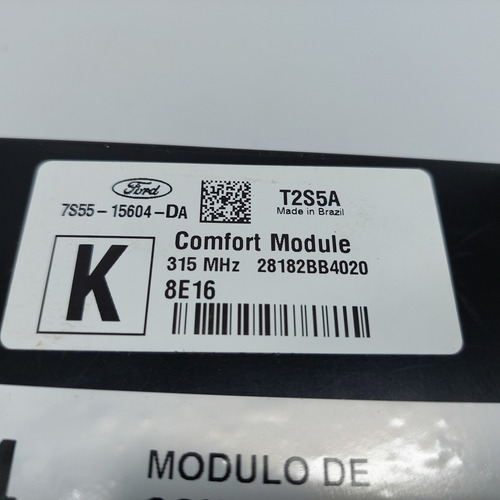 Ford
7S55-15604-DA
T2S5A
Made in Brazil
K
Comfort Module
315 MHz 28182BB4020
8E16
MODULO DE